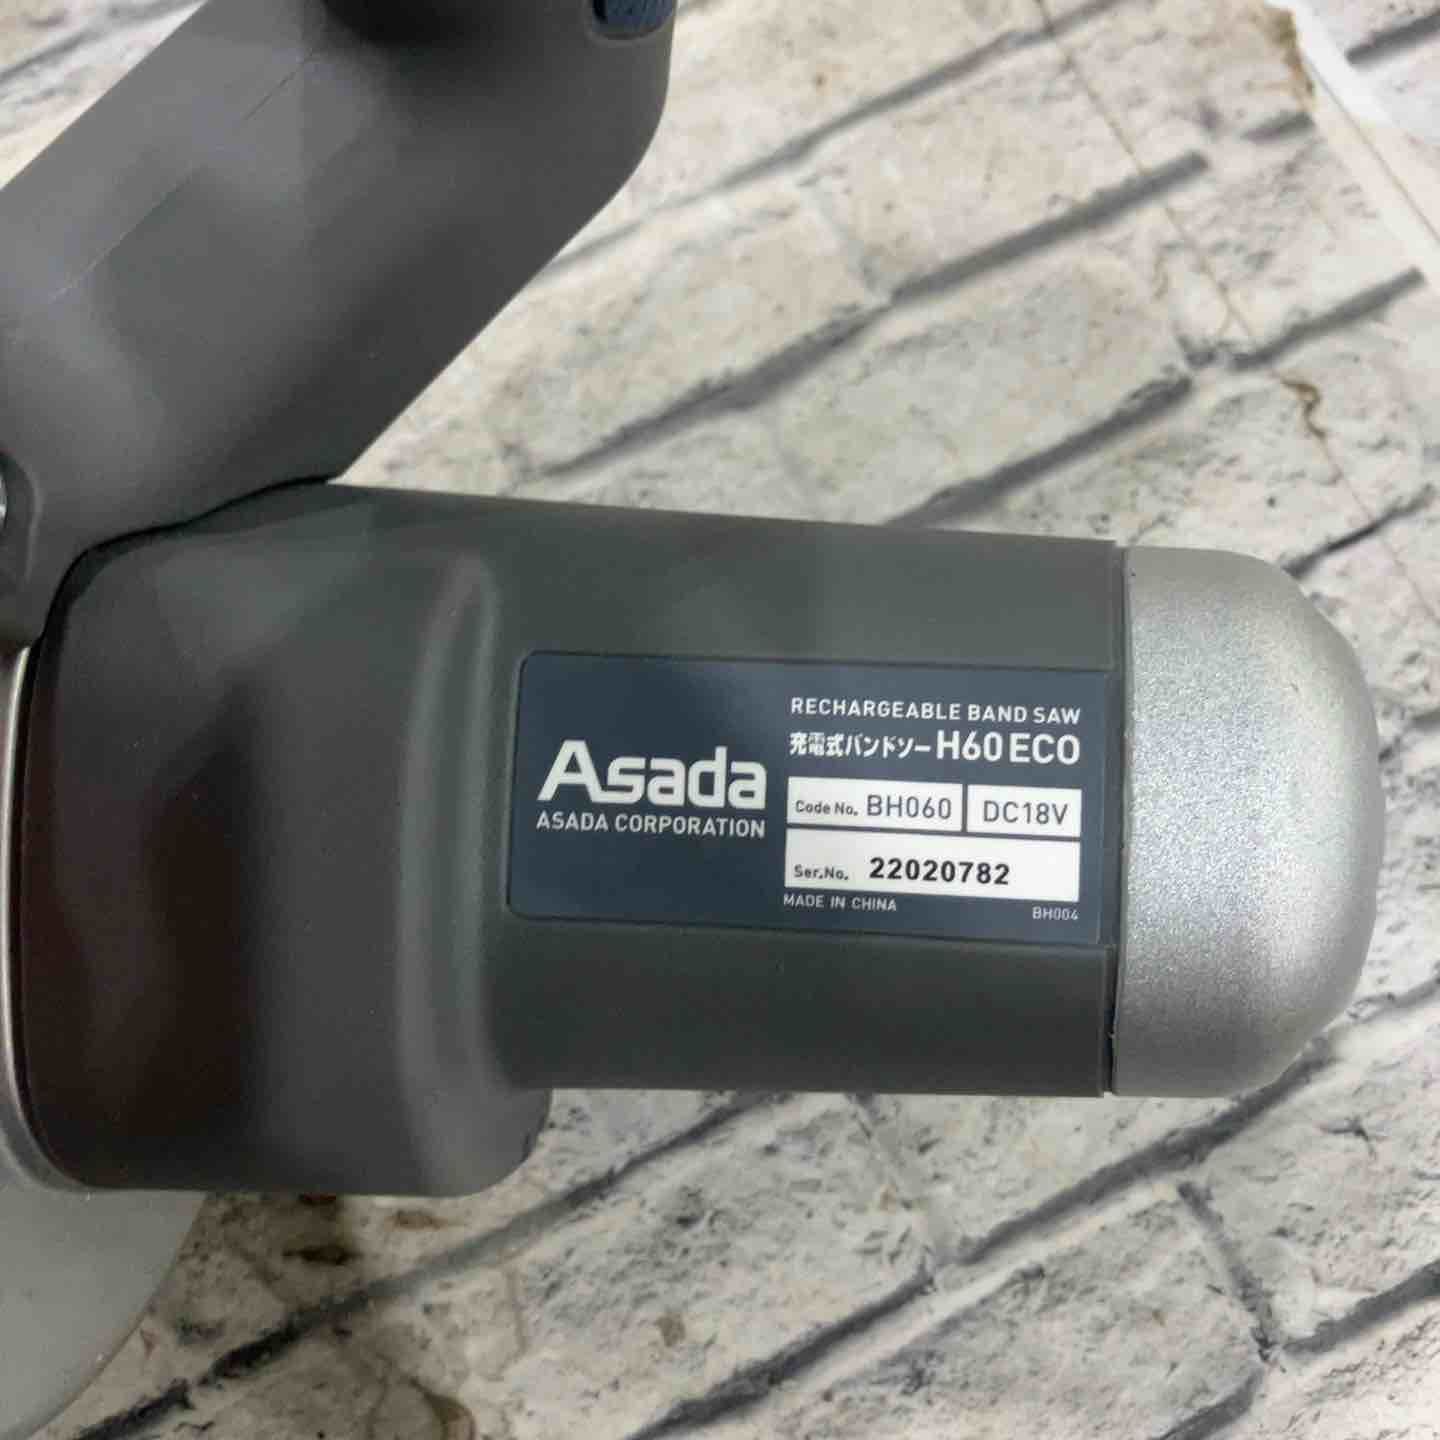 Asada
ASADA CORPORATION
RECHARGEABLE BAND SAW
充電式バンドソー H60 ECO
Code No. BH060
DC18V
Ser.No. 22020782
MADE IN CHINA
BH004